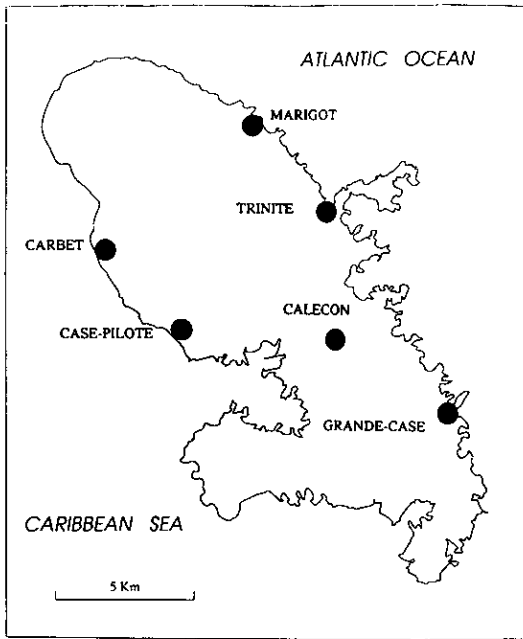 ATLANTIC OCEAN
MARIGOT
TRINITE
CARBET
CALECON
CASE-PILOTE
GRANDE-CASE
CARIBBEAN SEA
5 Km